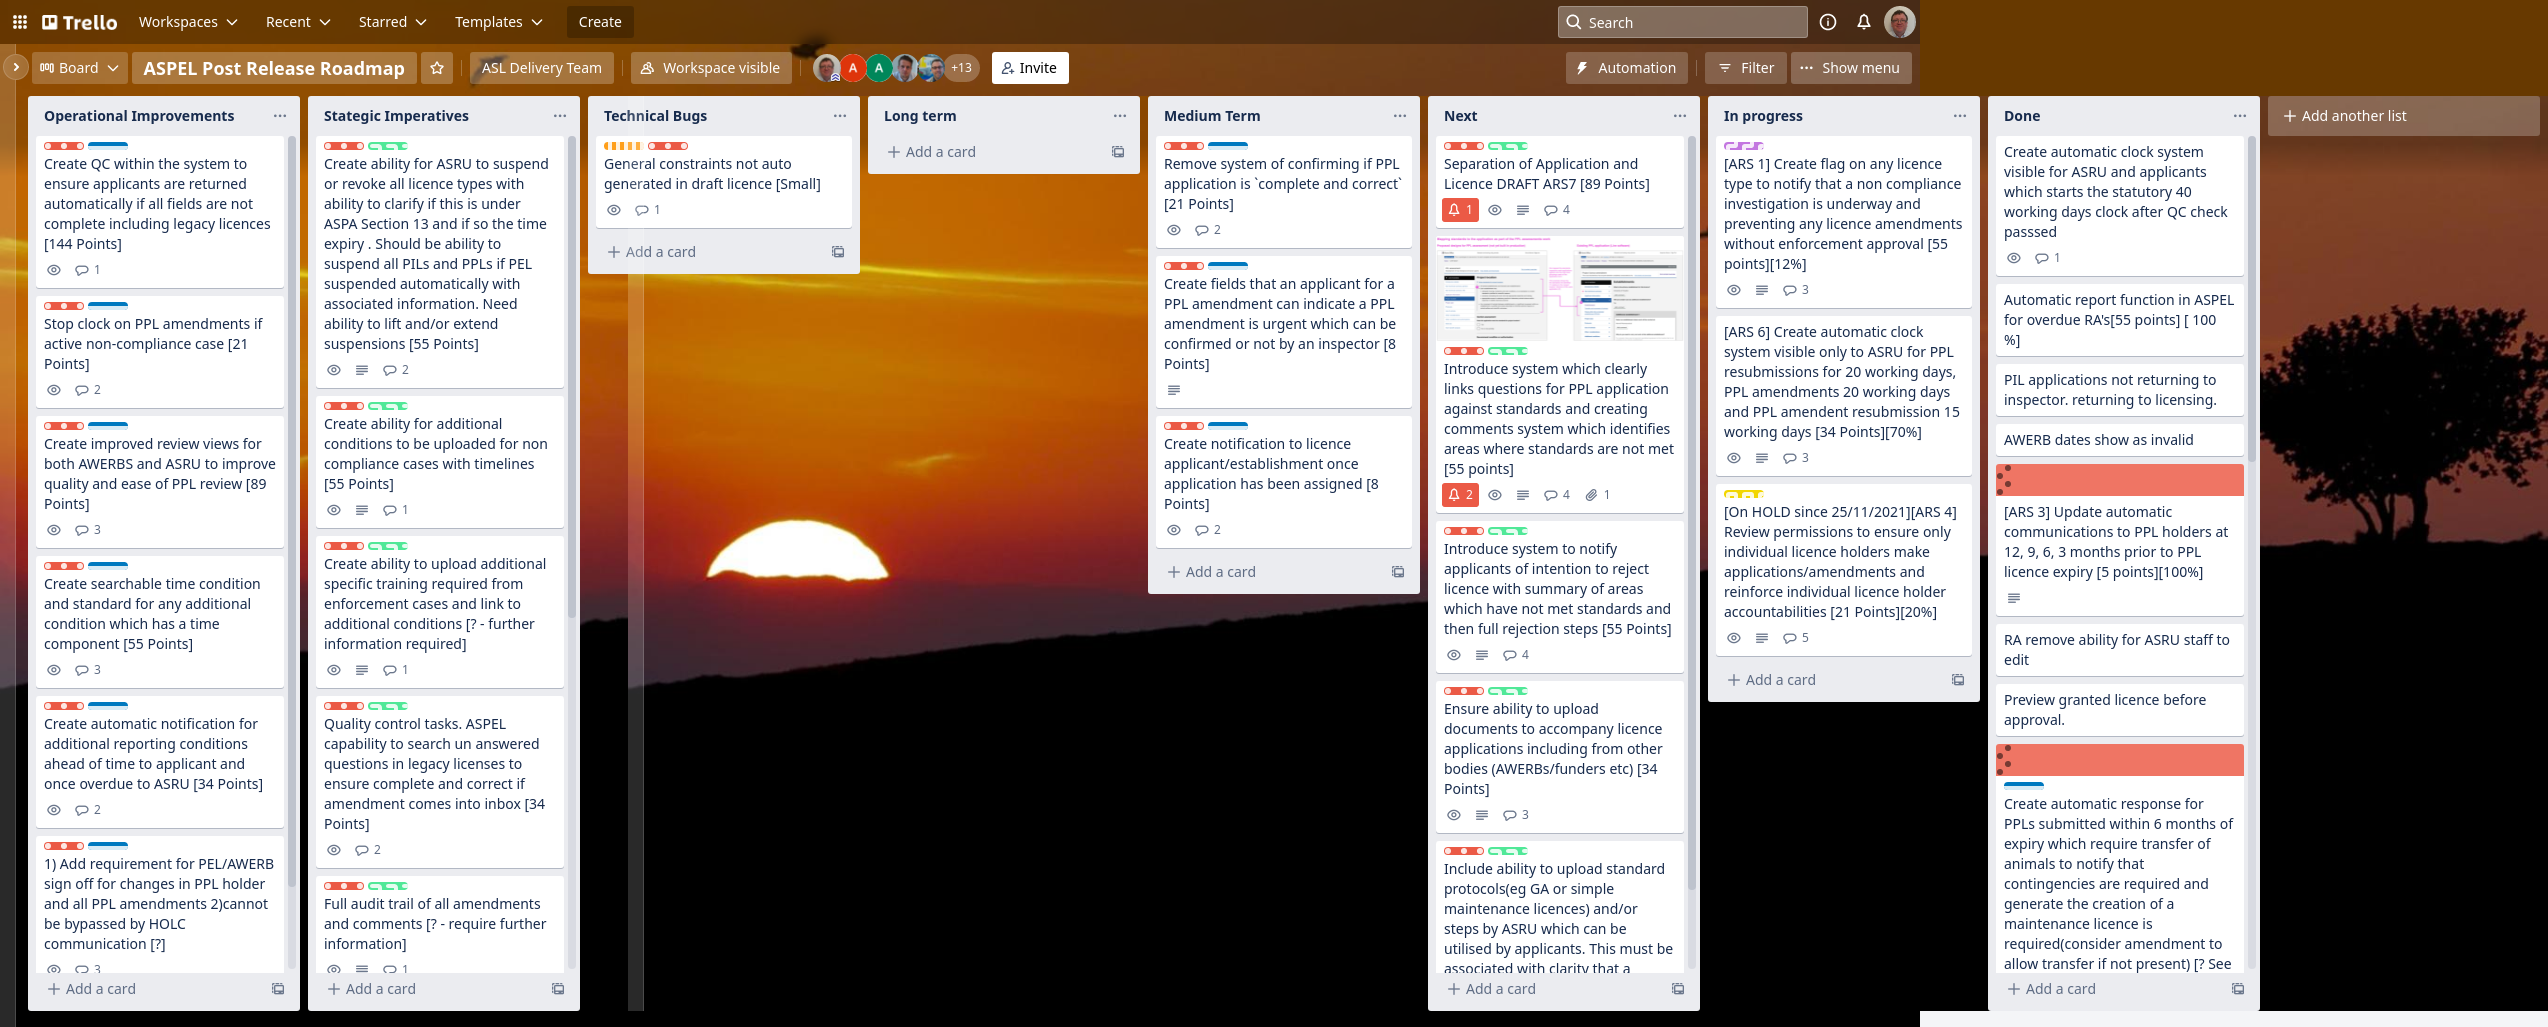 Trello
Workspaces
Recent
Starred
Templates
Create
Search
Board
ASPEL Post Release Roadmap
ASL Delivery Team
Workspace visible
A
A
+13
Invite
Automation
Filter
Show menu
Operational Improvements
Create QC within the system to
ensure applicants are returned
automatically if all fields are not
complete including legacy licences
[144 Points]
1
Stop clock on PPL amendments if
active non-compliance case [21
Points]
2
Create improved review views for
both AWERBS and ASRU to improve
quality and ease of PPL review [89
Points]
3
Create searchable time condition
and standard for any additional
condition which has a time
component [55 Points]
3
Create automatic notification for
additional reporting conditions
ahead of time to applicant and
once overdue to ASRU [34 Points]
2
1) Add requirement for PEL/AWERB
sign off for changes in PPL holder
and all PPL amendments 2)cannot
be bypassed by HOLC
communication [?]
3
Add a card
Stategic Imperatives
Create ability for ASRU to suspend
or revoke all licence types with
ability to clarify if this is under
ASPA Section 13 and if so the time
expiry . Should be ability to
suspend all PILs and PPLs if PEL
suspended automatically with
associated information. Need
ability to lift and/or extend
suspensions [55 Points]
2
Create ability for additional
conditions to be uploaded for non
compliance cases with timelines
[55 Points]
1
Create ability to upload additional
specific training required from
enforcement cases and link to
additional conditions [? - further
information required]
1
Quality control tasks. ASPEL
capability to search un answered
questions in legacy licenses to
ensure complete and correct if
amendment comes into inbox [34
Points]
2
Full audit trail of all amendments
and comments [? - require further
information]
1
Add a card
Technical Bugs
General constraints not auto
generated in draft licence [Small]
1
Add a card
Long term
Add a card
Medium Term
Remove system of confirming if PPL
application is `complete and correct`
[21 Points]
2
Create fields that an applicant for a
PPL amendment can indicate a PPL
amendment is urgent which can be
confirmed or not by an inspector [8
Points]
Create notification to licence
applicant/establishment once
application has been assigned [8
Points]
2
Add a card
Next
Separation of Application and
Licence DRAFT ARS7 [89 Points]
1
4
Introduce system which clearly
links questions for PPL application
against standards and creating
comments system which identifies
areas where standards are not met
[55 points]
2
4
1
Introduce system to notify
applicants of intention to reject
licence with summary of areas
which have not met standards and
then full rejection steps [55 Points]
4
Ensure ability to upload
documents to accompany licence
applications including from other
bodies (AWERBs/funders etc) [34
Points]
3
Include ability to upload standard
protocols(eg GA or simple
maintenance licences) and/or
steps by ASRU which can be
utilised by applicants. This must be
associated with clarity that a
Add a card
In progress
[ARS 1] Create flag on any licence
type to notify that a non compliance
investigation is underway and
preventing any licence amendments
without enforcement approval [55
points][12%]
3
[ARS 6] Create automatic clock
system visible only to ASRU for PPL
resubmissions for 20 working days,
PPL amendments 20 working days
and PPL amendent resubmission 15
working days [34 Points][70%]
3
[On HOLD since 25/11/2021][ARS 4]
Review permissions to ensure only
individual licence holders make
applications/amendments and
reinforce individual licence holder
accountabilities [21 Points][20%]
5
Add a card
Done
Create automatic clock system
visible for ASRU and applicants
which starts the statutory 40
working days clock after QC check
passsed
1
Automatic report function in ASPEL
for overdue RA's[55 points] [ 100
%]
PIL applications not returning to
inspector. returning to licensing.
AWERB dates show as invalid
[ARS 3] Update automatic
communications to PPL holders at
12, 9, 6, 3 months prior to PPL
licence expiry [5 points][100%]
RA remove ability for ASRU staff to
edit
Preview granted licence before
approval.
Create automatic response for
PPLs submitted within 6 months of
expiry which require transfer of
animals to notify that
contingencies are required and
generate the creation of a
maintenance licence is
required(consider amendment to
allow transfer if not present) [? See
Add a card
Add another list